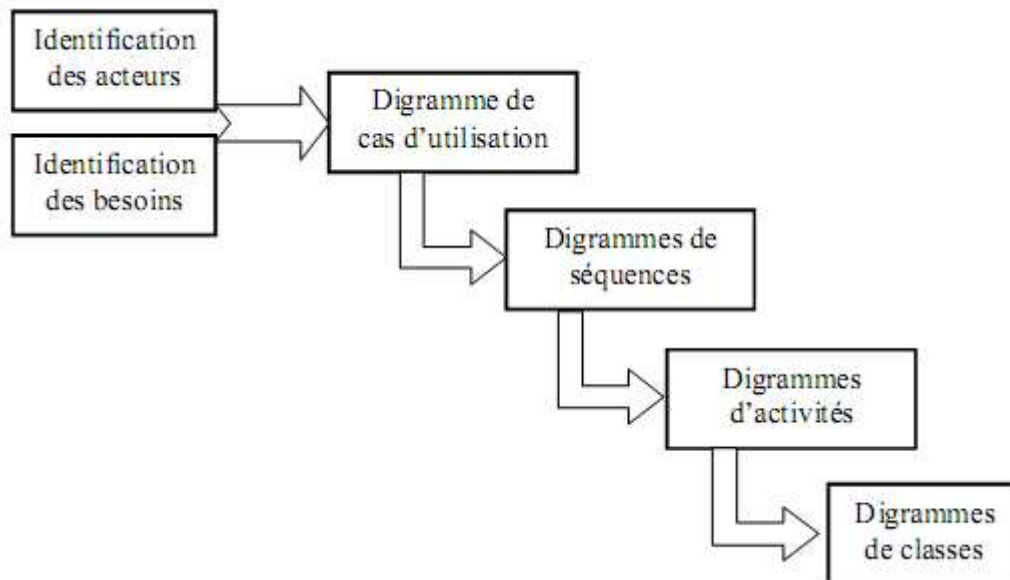 Identification
des acteurs
Identification
des besoins
Digramme de
cas d’utilisation
Digrammes de
séquences
Digrammes
d’activités
Digrammes
de classes